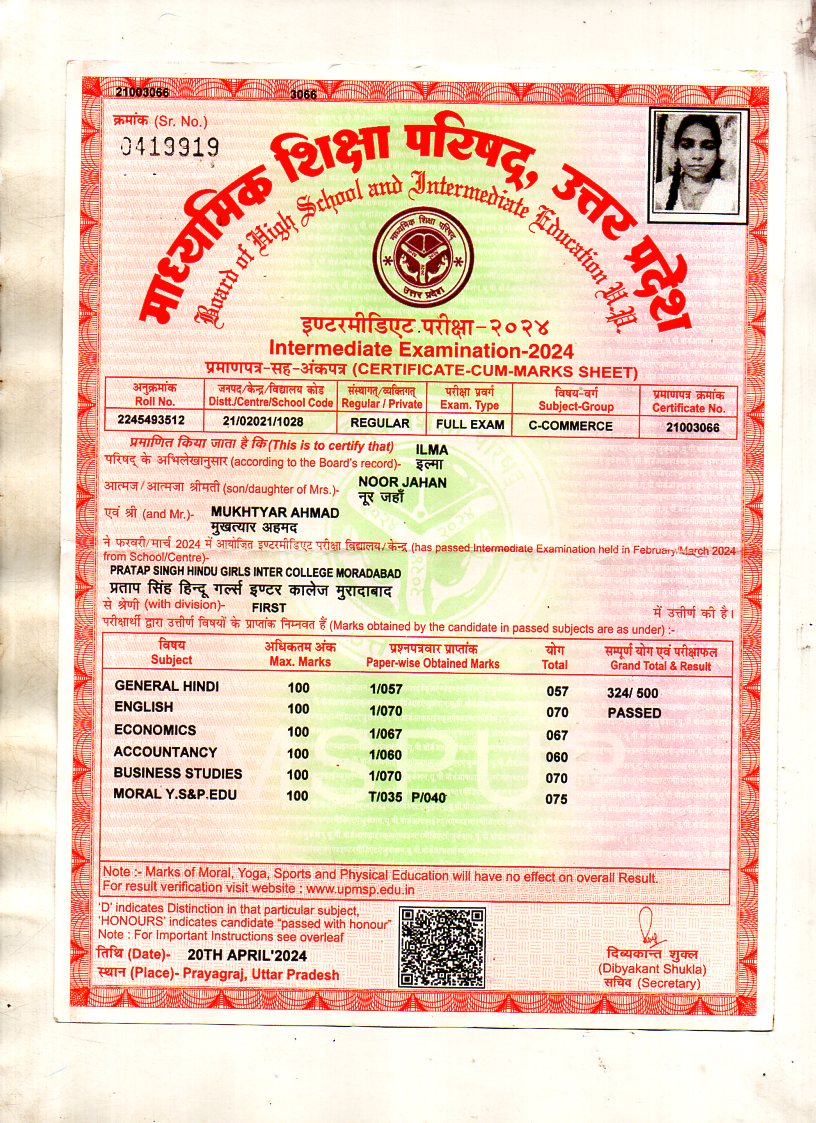 21003066 3066
क्रमांक (Sr. No.)
0419919
माध्यमिक शिक्षा परिषद्, उत्तर प्रदेश
Board of High School and Intermediate Education U.P.
माध्यमिक शिक्षा परिषद्
उत्तर प्रदेश
इण्टरमीडिएट परीक्षा-२०२४
Intermediate Examination-2024
प्रमाणपत्र-सह-अंकपत्र (CERTIFICATE-CUM-MARKS SHEET)
अनुक्रमांक जनपद/केन्द्र/विद्यालय कोड संस्थागत/व्यक्तिगत परीक्षा प्रवर्ग विषय-वर्ग प्रमाणपत्र क्रमांक
Roll No. Distt./Centre/School Code Regular / Private Exam. Type Subject-Group Certificate No.
2245493512 21/02021/1028 REGULAR FULL EXAM C-COMMERCE 21003066
प्रमाणित किया जाता है कि (This is to certify that) ILMA
परिषद् के अभिलेखानुसार (according to the Board's record)- इल्मा
आत्मज/आत्मजा श्रीमती (son/daughter of Mrs.)- NOOR JAHAN
नूर जहाँ
एवं श्री (and Mr.)- MUKHTYAR AHMAD
मुखत्यार अहमद
ने फरवरी/मार्च 2024 में आयोजित इण्टरमीडिएट परीक्षा विद्यालय/केन्द्र (has passed Intermediate Examination held in February/March 2024
from School/Centre)-
PRATAP SINGH HINDU GIRLS INTER COLLEGE MORADABAD
प्रताप सिंह हिन्दू गर्ल्स इण्टर कालेज मुरादाबाद
से श्रेणी (with division)- FIRST में उत्तीर्ण की है।
परीक्षार्थी द्वारा उत्तीर्ण विषयों के प्राप्तांक निम्नवत हैं (Marks obtained by the candidate in passed subjects are as under) :-
विषय अधिकतम अंक प्रश्नपत्रवार प्राप्तांक योग सम्पूर्ण योग एवं परीक्षाफल
Subject Max. Marks Paper-wise Obtained Marks Total Grand Total & Result
GENERAL HINDI 100 1/057 057 324/ 500
ENGLISH 100 1/070 070 PASSED
ECONOMICS 100 1/067 067
ACCOUNTANCY 100 1/060 060
BUSINESS STUDIES 100 1/070 070
MORAL Y.S&P.EDU 100 T/035 P/040 075
Note :- Marks of Moral, Yoga, Sports and Physical Education will have no effect on overall Result.
For result verification visit website : www.upmsp.edu.in
'D' indicates Distinction in that particular subject,
'HONOURS' indicates candidate "passed with honour"
Note : For Important Instructions see overleaf
तिथि (Date)- 20TH APRIL'2024
स्थान (Place)- Prayagraj, Uttar Pradesh
दिब्यकान्त शुक्ल
(Dibyakant Shukla)
सचिव (Secretary)